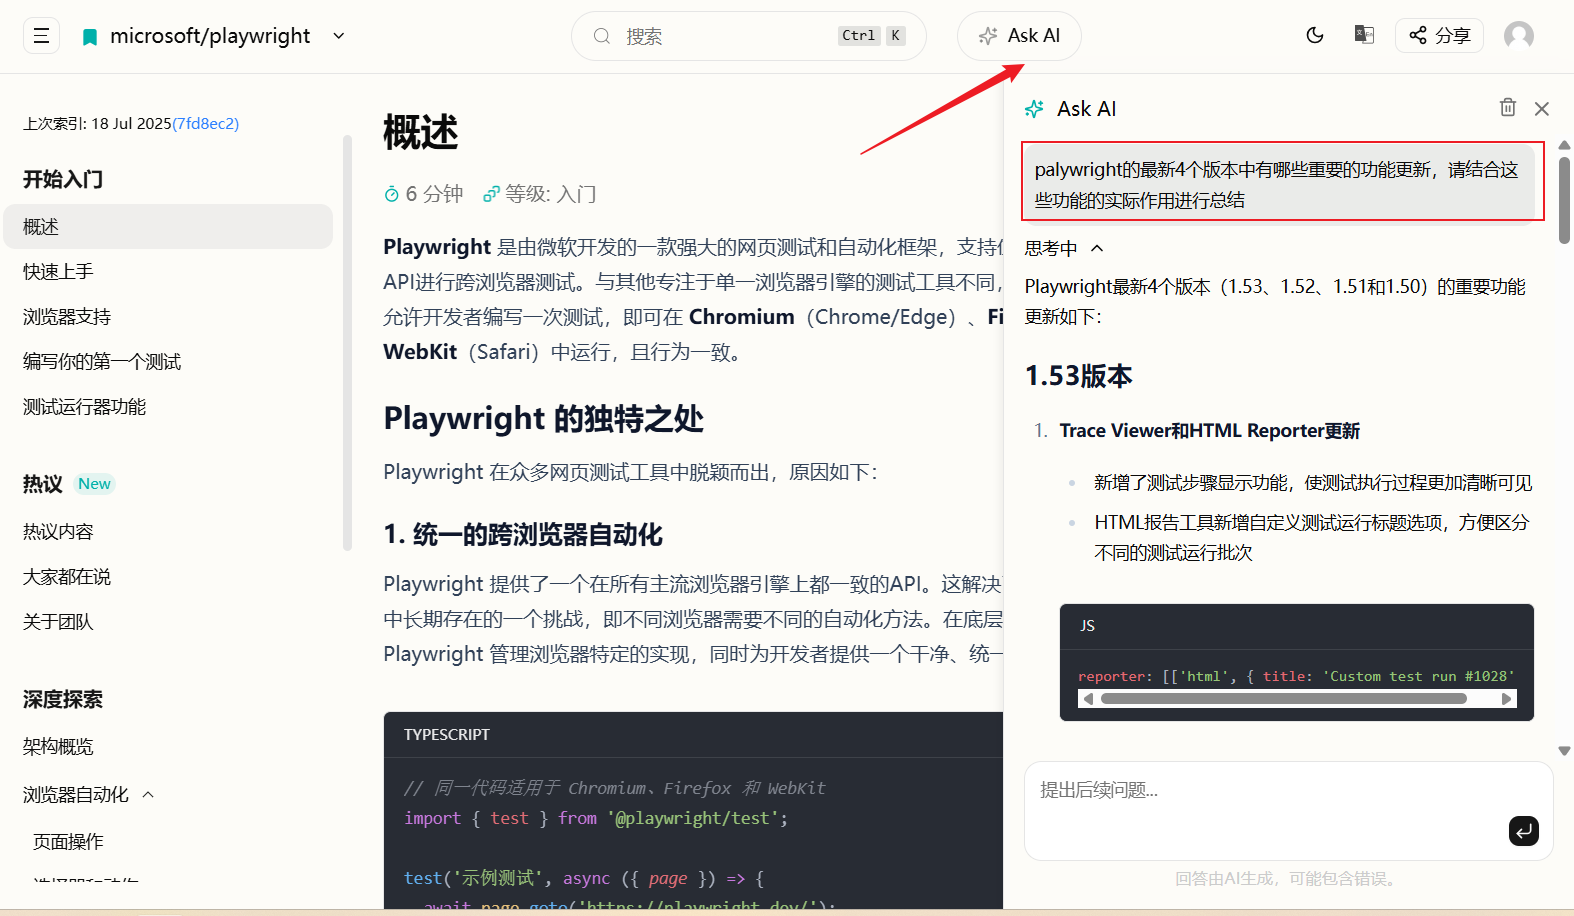 microsoft/playwright
搜索
Ctrl K
Ask AI
分享
上次索引: 18 Jul 2025(7fd8ec2)
开始入门
概述
快速上手
浏览器支持
编写你的第一个测试
测试运行器功能
热议 New
热议内容
大家都在说
关于团队
深度探索
架构概览
浏览器自动化
页面操作
概述
6 分钟 等级: 入门
Playwright 是由微软开发的一款强大的网页测试和自动化框架，支持
API进行跨浏览器测试。与其他专注于单一浏览器引擎的测试工具不同，
允许开发者编写一次测试，即可在 Chromium（Chrome/Edge）、Fi
WebKit（Safari）中运行，且行为一致。
Playwright 的独特之处
Playwright 在众多网页测试工具中脱颖而出，原因如下：
1. 统一的跨浏览器自动化
Playwright 提供了一个在所有主流浏览器引擎上都一致的API。这解决
中长期存在的一个挑战，即不同浏览器需要不同的自动化方法。在底层
Playwright 管理浏览器特定的实现，同时为开发者提供一个干净、统一
TYPESCRIPT
// 同一代码适用于 Chromium、Firefox 和 WebKit
import { test } from '@playwright/test';
test('示例测试', async ({ page }) => {
await page.goto('https://playwright.dev/');
Ask AI
palywright的最新4个版本中有哪些重要的功能更新，请结合这
些功能的实际作用进行总结
思考中
Playwright最新4个版本（1.53、1.52、1.51和1.50）的重要功能
更新如下：
1.53版本
1. Trace Viewer和HTML Reporter更新
新增了测试步骤显示功能，使测试执行过程更加清晰可见
HTML报告工具新增自定义测试运行标题选项，方便区分
不同的测试运行批次
JS
reporter: [['html', { title: 'Custom test run #1028'
提出后续问题...
回答由AI生成，可能包含错误。